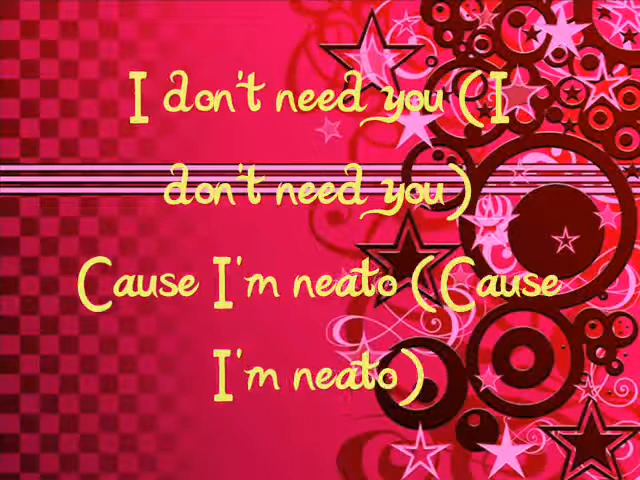 I don't need you (I
don't need you)
Cause I'm neato (Cause
I'm neato)